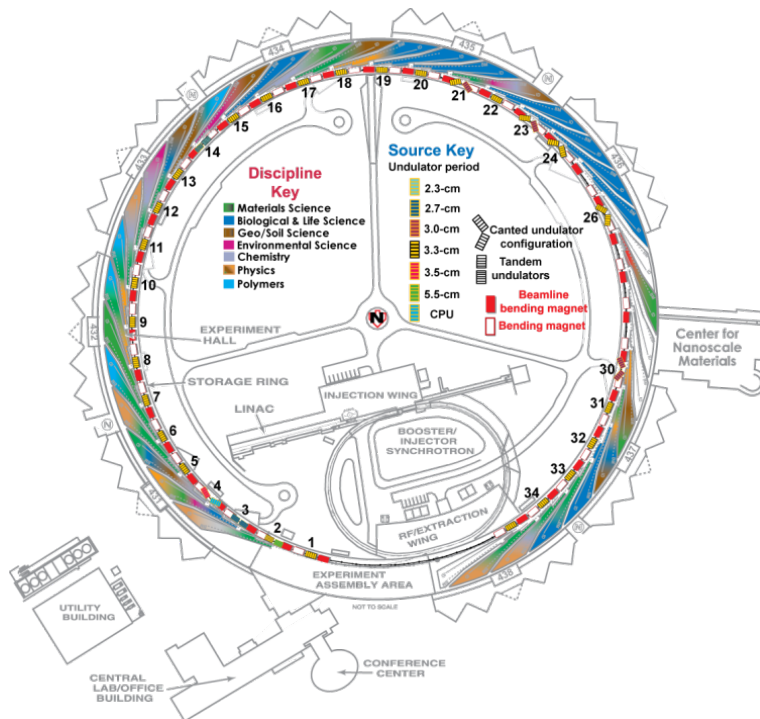 434
435
17
18
19
20
16
21
15
22
14
23
24
433
436
13
Discipline
Key
Materials Science
Biological & Life Science
Geo/Soil Science
Environmental Science
Chemistry
Physics
Polymers
Source Key
Undulator period
2.3-cm
2.7-cm
3.0-cm
3.3-cm
3.5-cm
5.5-cm
CPU
Canted undulator
configuration
Tandem
undulators
Beamline
bending magnet
Bending magnet
12
26
11
10
9
432
EXPERIMENT
HALL
N
Center for
Nanoscale
Materials
8
30
STORAGE RING
INJECTION WING
LINAC
7
31
BOOSTER/
INJECTOR
SYNCHROTRON
6
32
437
5
33
4
431
34
3
RF/EXTRACTION
WING
2
1
438
EXPERIMENT
ASSEMBLY AREA
NOT TO SCALE
UTILITY
BUILDING
CONFERENCE
CENTER
CENTRAL
LAB/OFFICE
BUILDING
N
N
N
N